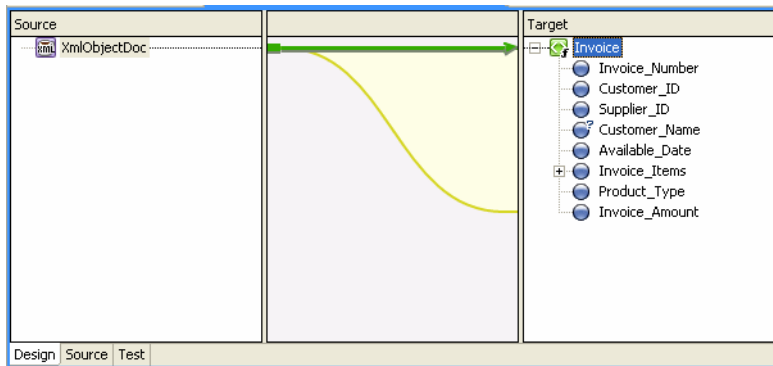 Source
XmlObjectDoc
Target
Invoice
Invoice_Number
Customer_ID
Supplier_ID
Customer_Name
Available_Date
Invoice_Items
Product_Type
Invoice_Amount
Design Source Test